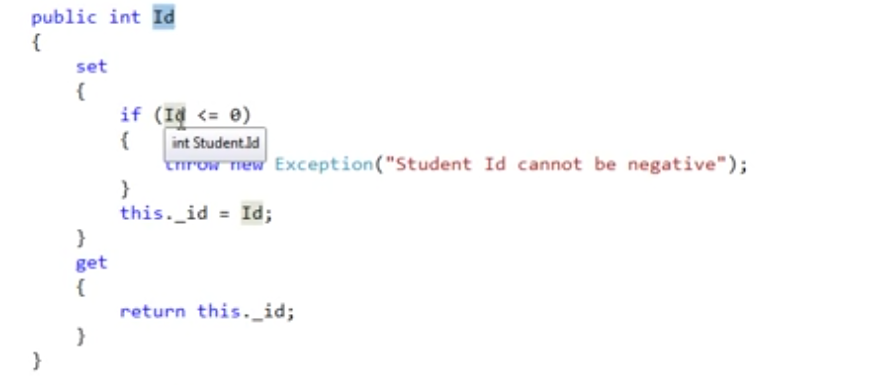 public int Id
{
set
{
if (Id <= 0)
{
int Student.Id
throw new Exception("Student Id cannot be negative");
}
this._id = Id;
}
get
{
return this._id;
}
}